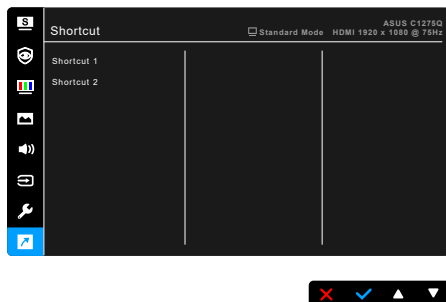 S
Shortcut
Standard Mode
ASUS C1275Q
HDMI 1920 x 1080 @ 75Hz
Shortcut 1
Shortcut 2